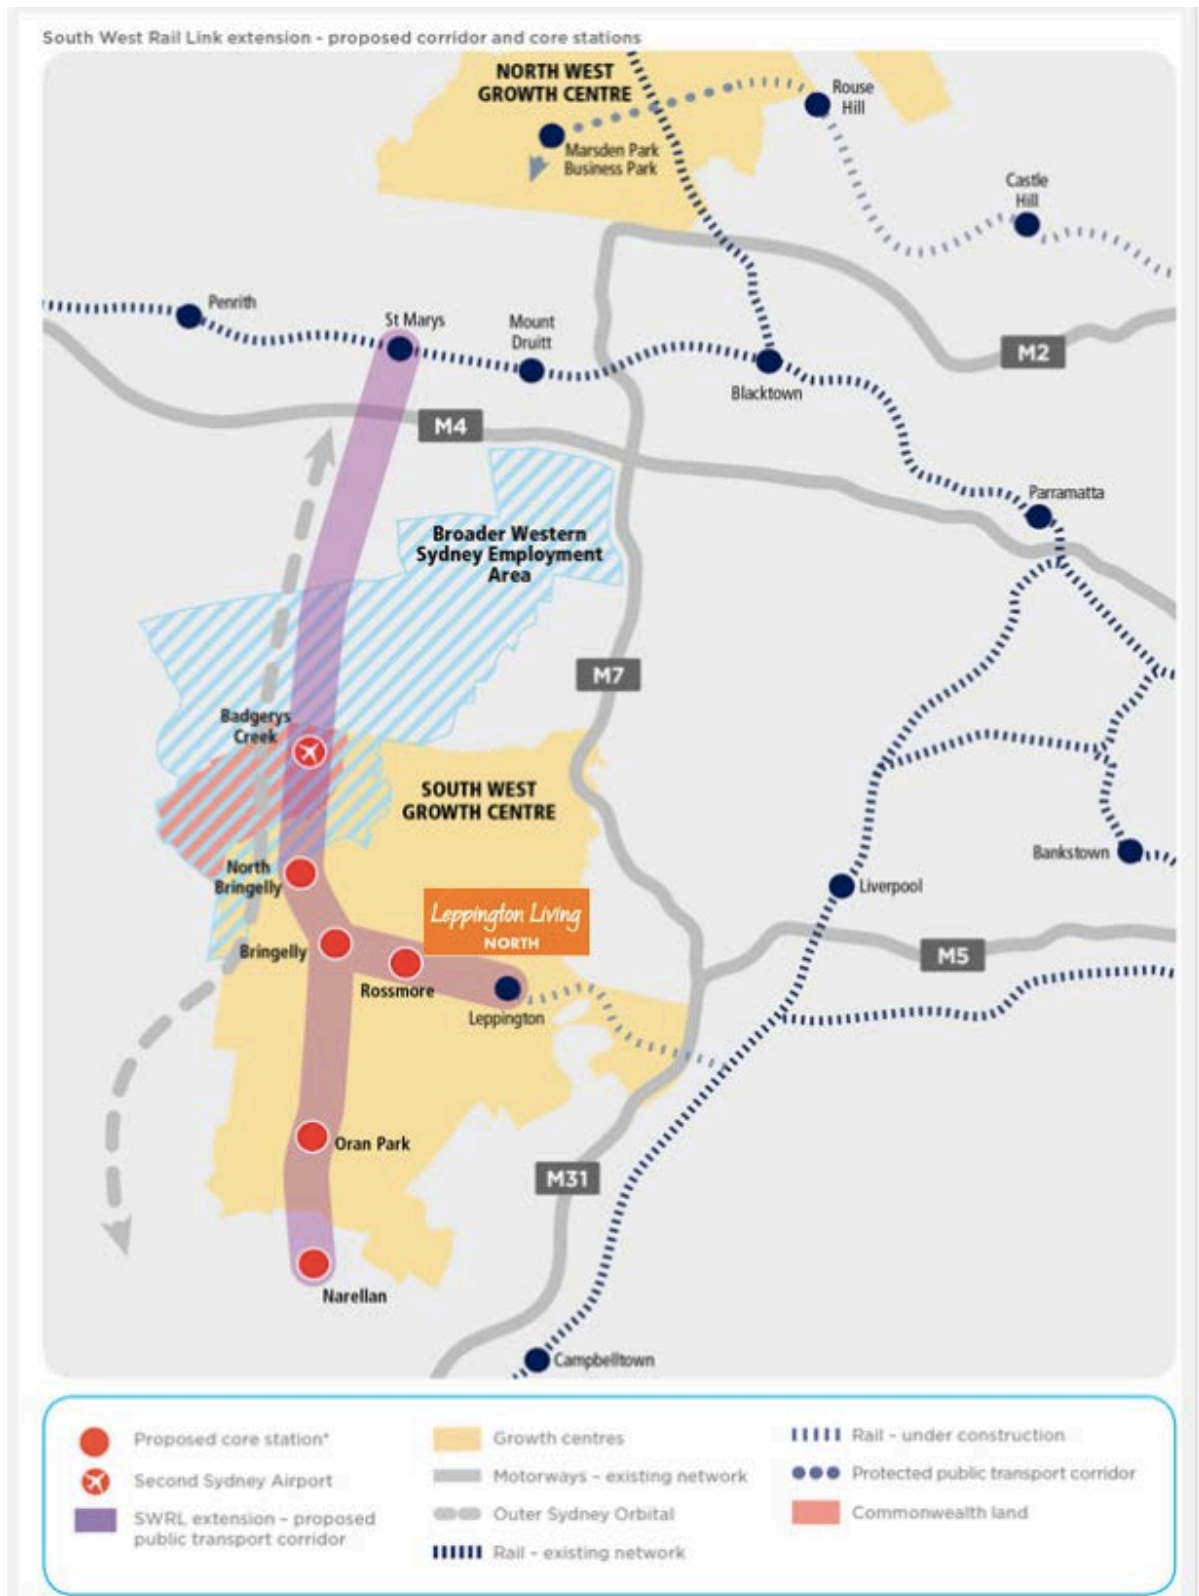 South West Rail Link extension - proposed corridor and core stations
NORTH WEST
GROWTH CENTRE
Rouse
Hill
Marsden Park
Business Park
Castle
Hill
Penrith
St Marys
Mount
Druitt
M2
Blacktown
M4
Parramatta
Broader Western
Sydney Employment
Area
M7
Badgerys
Creek
SOUTH WEST
GROWTH CENTRE
Bankstown
North
Bringelly
Liverpool
Leppington Living
NORTH
Bringelly
M5
Rossmore
Leppington
Oran Park
M31
Narellan
Campbelltown
Proposed core station*
Second Sydney Airport
SWRL extension – proposed
public transport corridor
Growth centres
Motorways – existing network
Outer Sydney Orbital
Rail – existing network
Rail – under construction
Protected public transport corridor
Commonwealth land